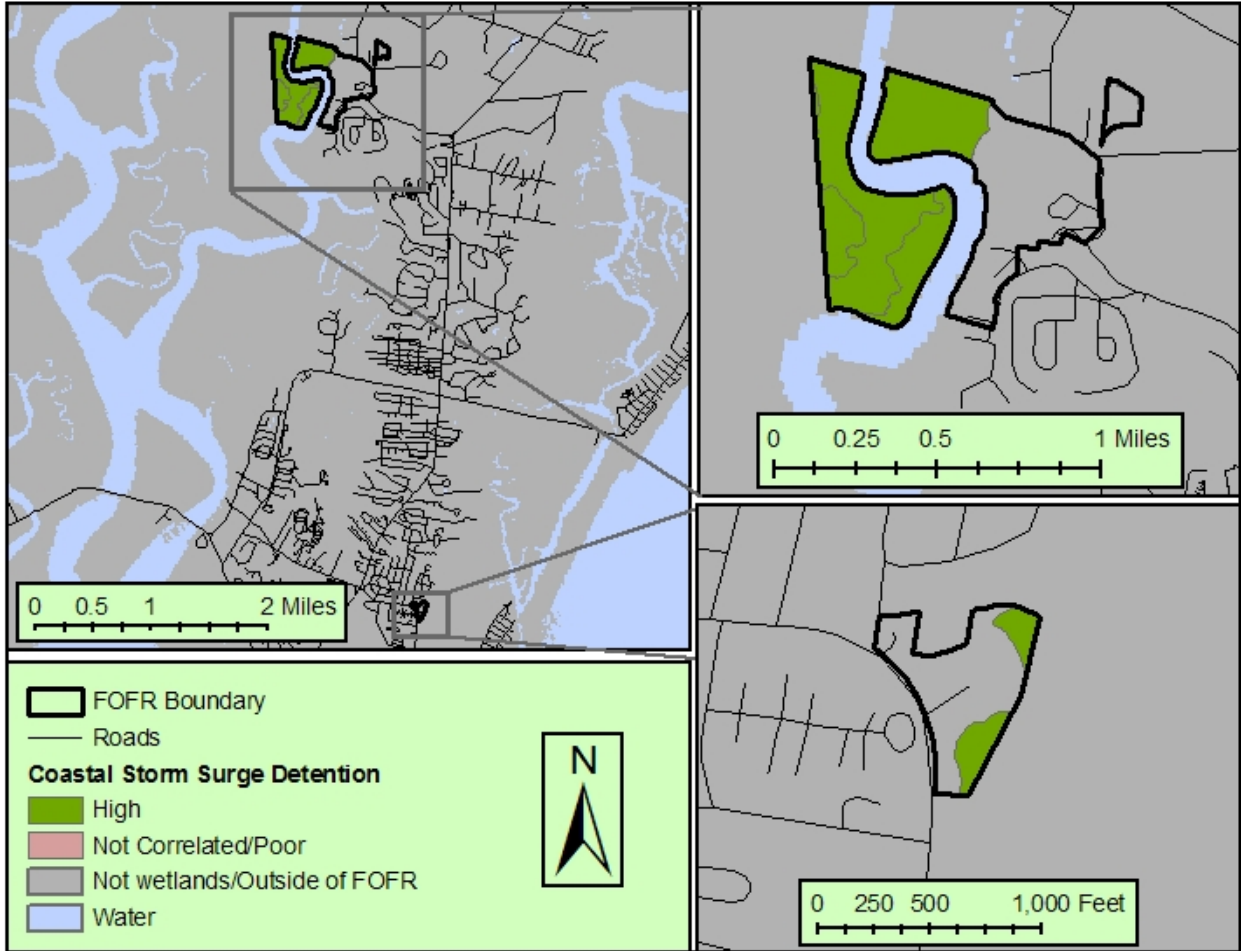 0 0.25 0.5 1 Miles
0 0.5 1 2 Miles
FOFR Boundary
Roads
Coastal Storm Surge Detention
High
Not Correlated/Poor
Not wetlands/Outside of FOFR
Water
N
0 250 500 1,000 Feet